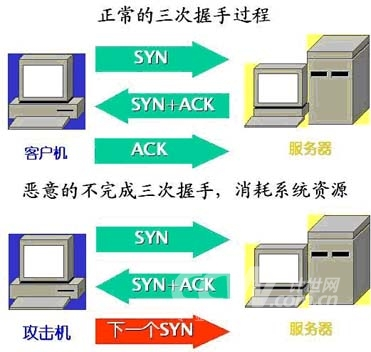 正常的三次握手过程
SYN
SYN+ACK
ACK
客户机
服务器
恶意的不完成三次握手，消耗系统资源
SYN
SYN+ACK
下一个SYN
攻击机
服务器